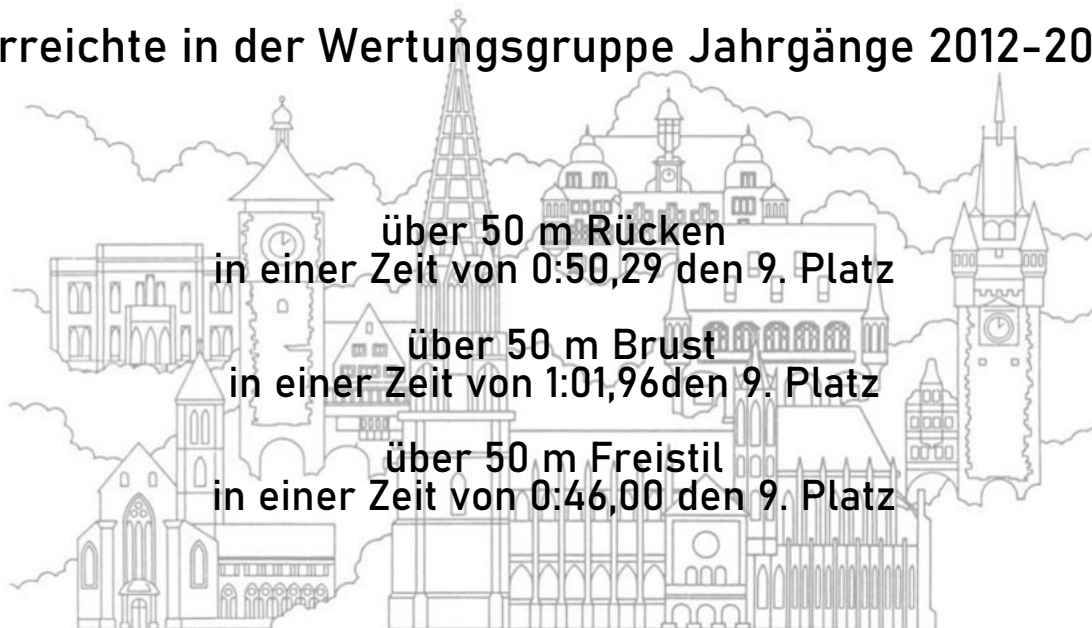 rreichte in der Wertungsgruppe Jahrgänge 2012-20
über 50 m Rücken
in einer Zeit von 0:50,29 den 9. Platz
über 50 m Brust
in einer Zeit von 1:01,96den 9. Platz
über 50 m Freistil
in einer Zeit von 0:46,00 den 9. Platz